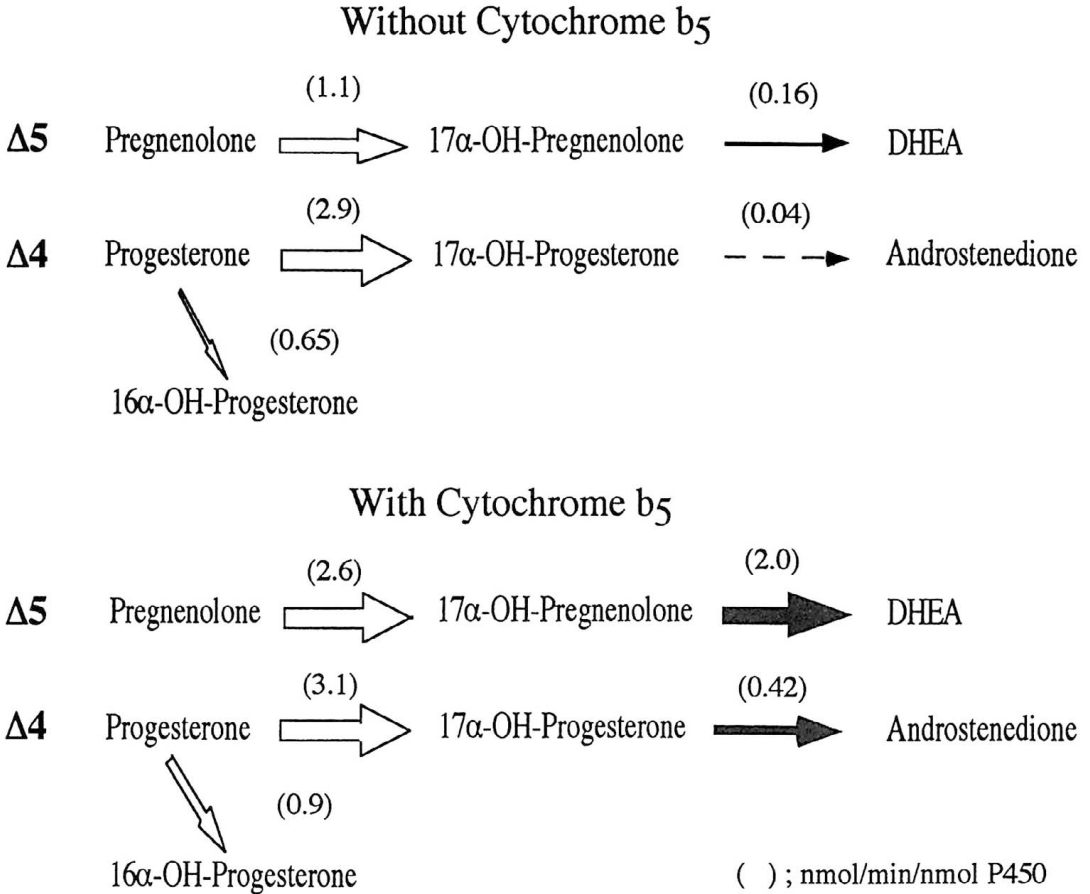 Without Cytochrome b5
(1.1) (0.16)
Δ5 Pregnenolone 17α-OH-Pregnenolone DHEA
(2.9) (0.04)
Δ4 Progesterone 17α-OH-Progesterone Androstenedione
(0.65)
16α-OH-Progesterone
With Cytochrome b5
(2.6) (2.0)
Δ5 Pregnenolone 17α-OH-Pregnenolone DHEA
(3.1) (0.42)
Δ4 Progesterone 17α-OH-Progesterone Androstenedione
(0.9)
16α-OH-Progesterone ( ) ; nmol/min/nmol P450